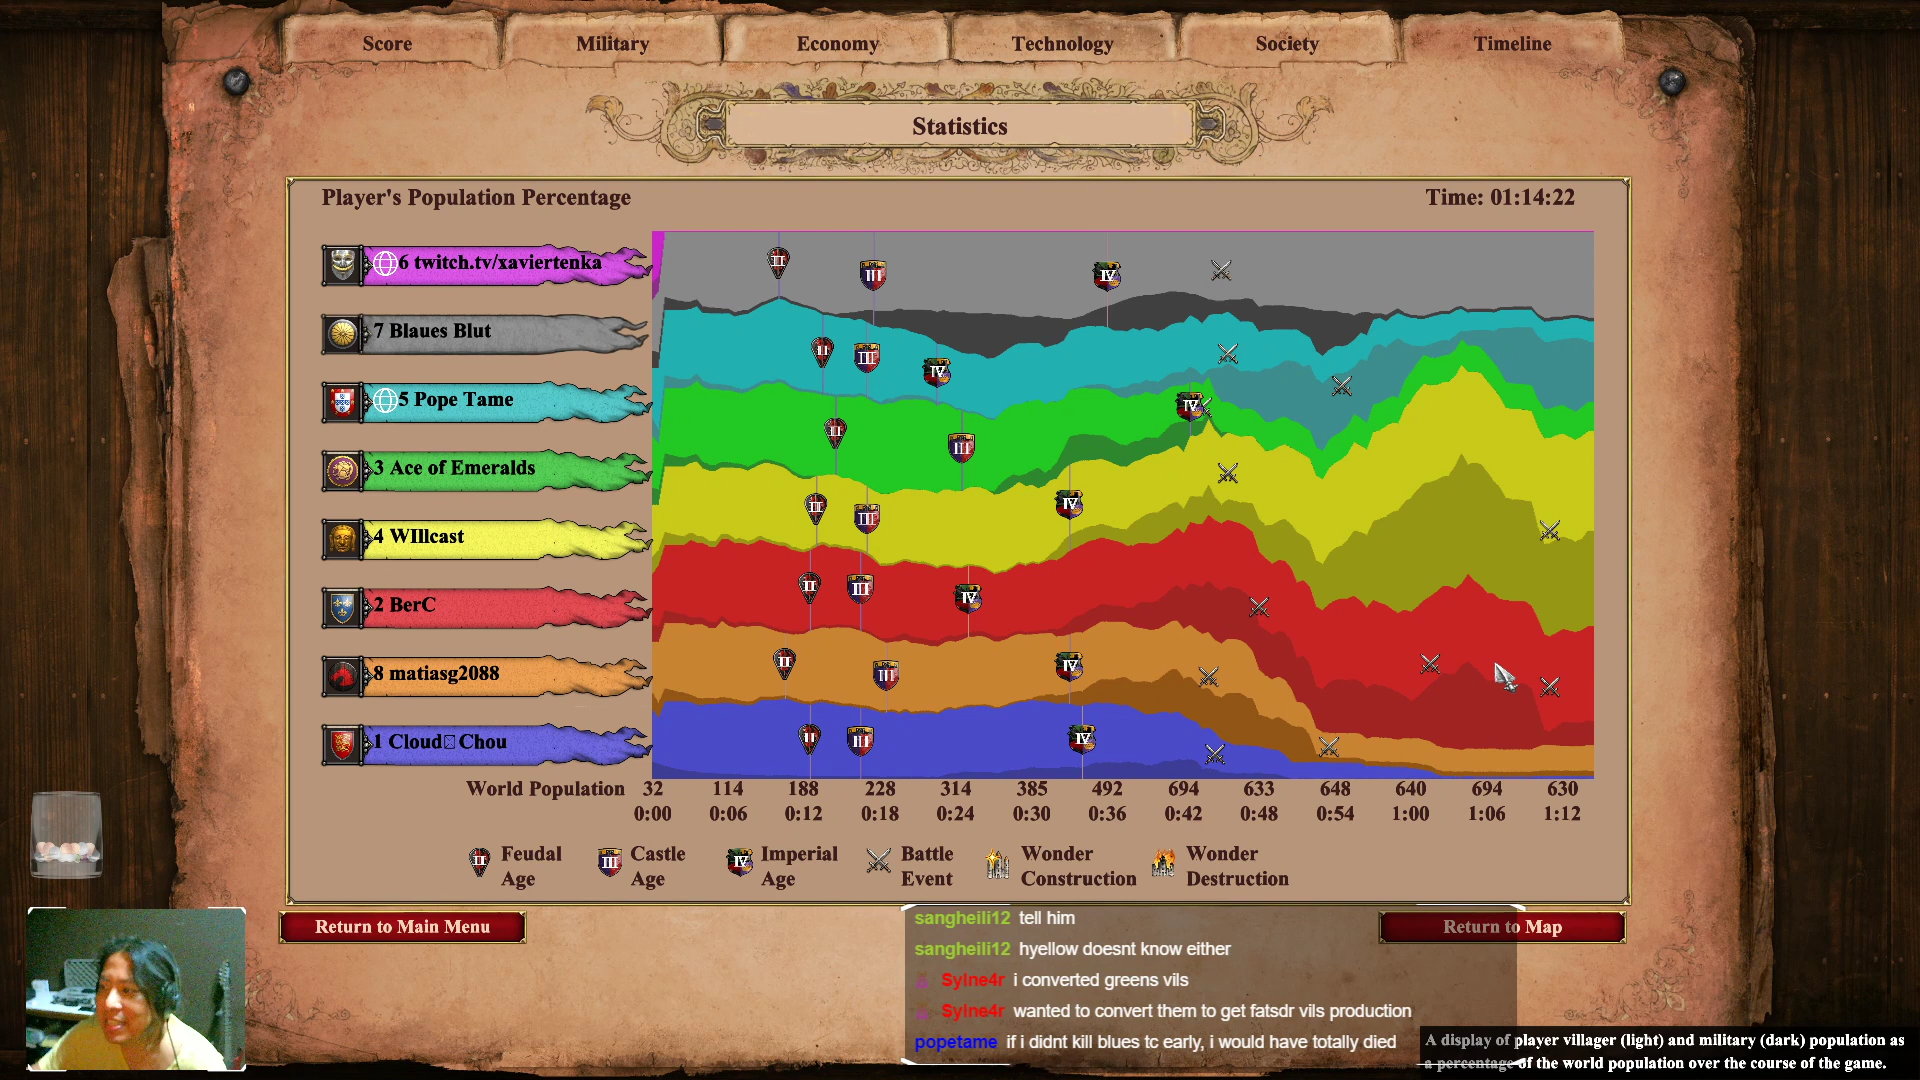 Score Military Economy Technology Society Timeline
Statistics
Player's Population Percentage
Time: 01:14:22
6 twitch.tv/xaviertenka
7 Blaues Blut
5 Pope Tame
3 Ace of Emeralds
4 WIllcast
2 BerC
8 matiasg2088
1 Cloud▯ Chou
World Population 32 114 188 228 314 385 492 694 633 648 640 694 630
0:00 0:06 0:12 0:18 0:24 0:30 0:36 0:42 0:48 0:54 1:00 1:06 1:12
Feudal Age
Castle Age
Imperial Age
Battle Event
Wonder Construction
Wonder Destruction
Return to Main Menu
Return to Map
sangheili12 tell him
sangheili12 hyellow doesnt know either
Sylne4r i converted greens vils
Sylne4r wanted to convert them to get fatsdr vils production
popetame if i didnt kill blues tc early, i would have totally died
A display of player villager (light) and military (dark) population as
a percentage of the world population over the course of the game.